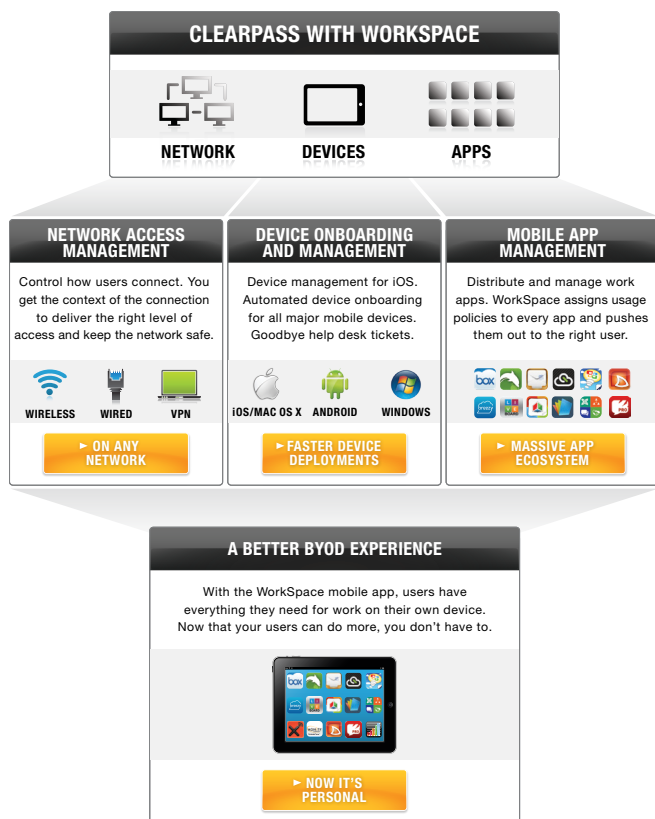 CLEARPASS WITH WORKSPACE
NETWORK
DEVICES
APPS
NETWORK ACCESS
MANAGEMENT
Control how users connect. You
get the context of the connection
to deliver the right level of
access and keep the network safe.
WIRELESS
WIRED
VPN
► ON ANY
NETWORK
DEVICE ONBOARDING
AND MANAGEMENT
Device management for iOS.
Automated device onboarding
for all major mobile devices.
Goodbye help desk tickets.
iOS/MAC OS X
ANDROID
WINDOWS
► FASTER DEVICE
DEPLOYMENTS
MOBILE APP
MANAGEMENT
Distribute and manage work
apps. WorkSpace assigns usage
policies to every app and pushes
them out to the right user.
box
breezy
PRO
► MASSIVE APP
ECOSYSTEM
A BETTER BYOD EXPERIENCE
With the WorkSpace mobile app, users have
everything they need for work on their own device.
Now that your users can do more, you don’t have to.
box
► NOW IT’S
PERSONAL